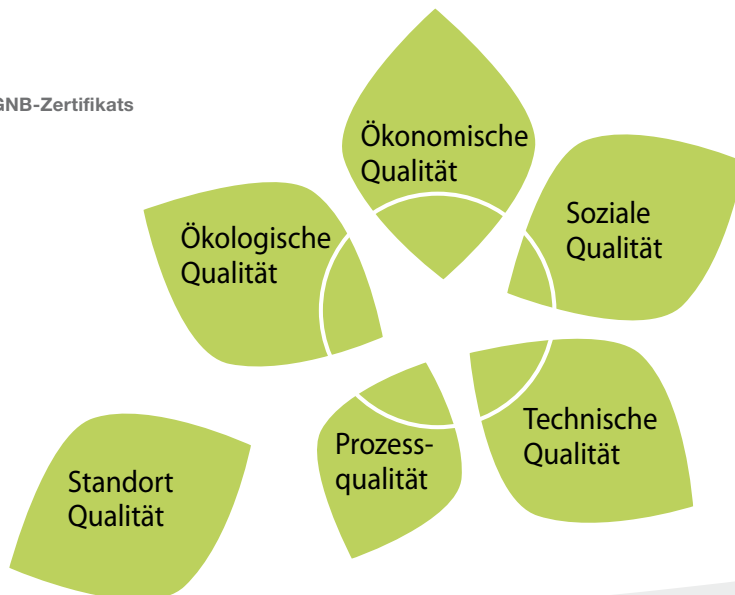 GNB-Zertifikats
Ökonomische
Qualität
Soziale
Qualität
Ökologische
Qualität
Technische
Qualität
Prozess-
qualität
Standort
Qualität